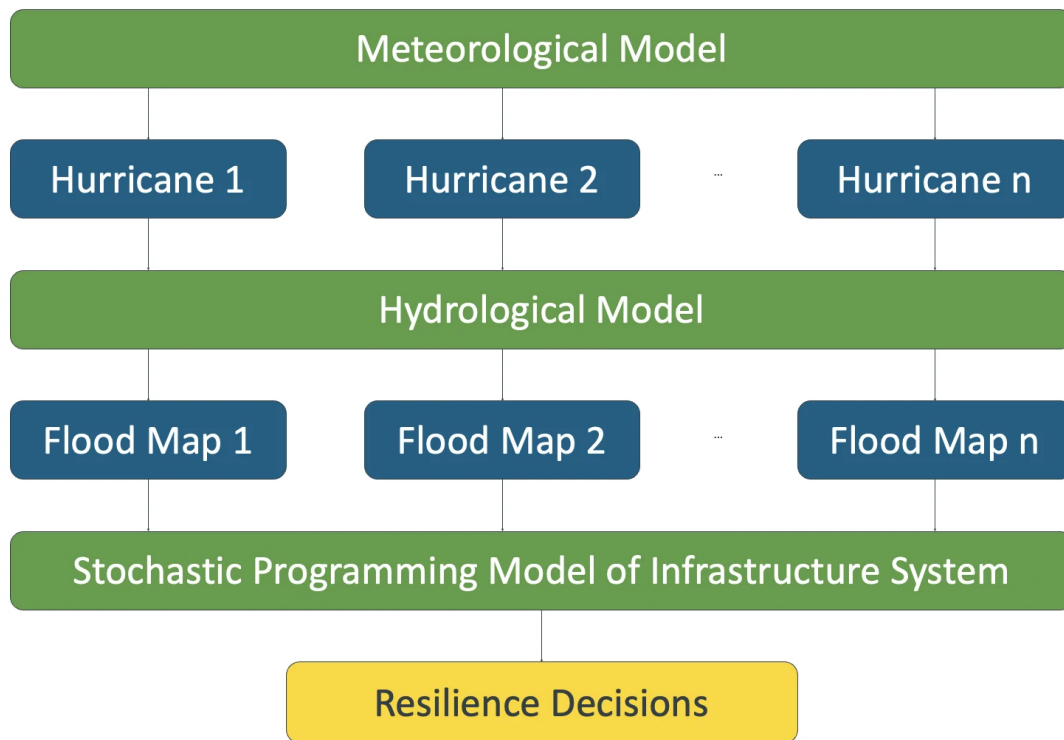 Meteorological Model
Hurricane 1
Hurricane 2
...
Hurricane n
Hydrological Model
Flood Map 1
Flood Map 2
...
Flood Map n
Stochastic Programming Model of Infrastructure System
Resilience Decisions